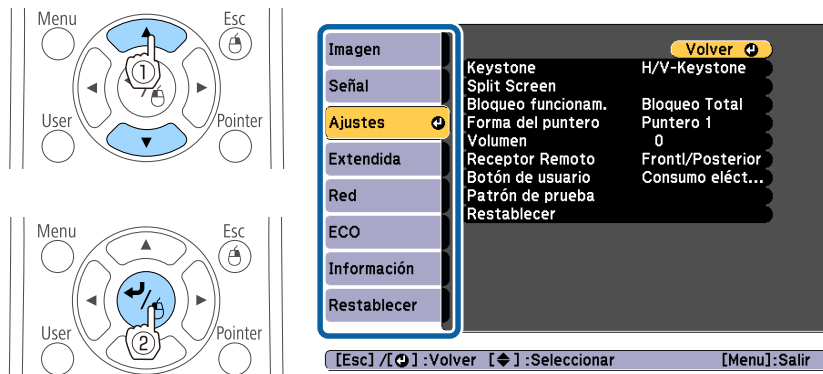 Menu
Esc
1
User
Pointer
Menu
Esc
User
2
Pointer
Imagen
Señal
Ajustes
Extendida
Red
ECO
Información
Restablecer
Volver
Keystone H/V-Keystone
Split Screen
Bloqueo funcionam. Bloqueo Total
Forma del puntero Puntero 1
Volumen 0
Receptor Remoto Frontl/Posterior
Botón de usuario Consumo eléct...
Patrón de prueba
Restablecer
[Esc] /[ ] :Volver [ ] :Seleccionar [Menu]:Salir